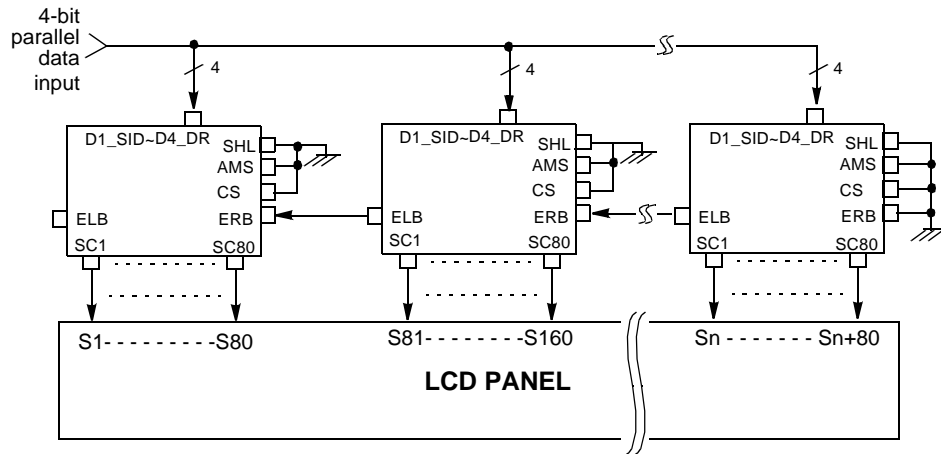 4-bit
parallel
data
input
4
4
4
D1_SID~D4_DR
SHL
AMS
CS
ELB
ERB
SC1
SC80
D1_SID~D4_DR
SHL
AMS
CS
ELB
ERB
SC1
SC80
D1_SID~D4_DR
SHL
AMS
CS
ELB
ERB
SC1
SC80
S1---------S80
S81--------S160
Sn-------Sn+80
LCD PANEL